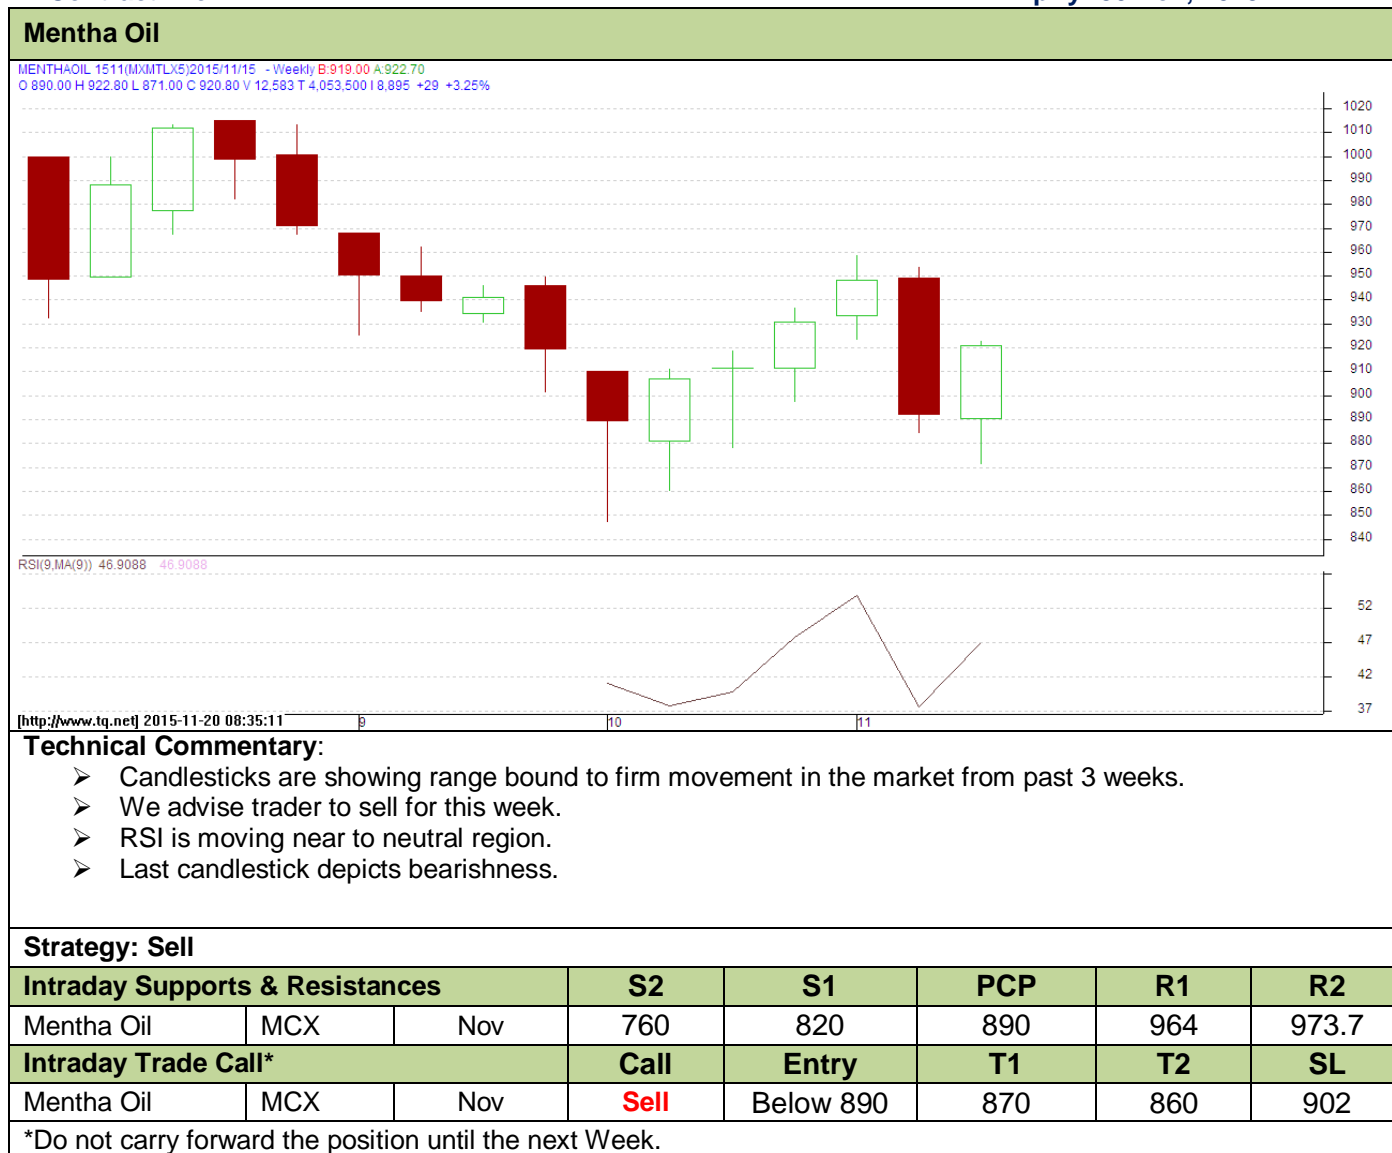 Mentha Oil
MENTHAOIL 1511(MXMTLX5)2015/11/15 - Weekly B:919.00 A:922.70
O 890.00 H 922.80 L 871.00 C 920.80 V 12,583 T 4,053,500 I 8,895 +29 +3.25%
1020
1010
1000
990
980
970
960
950
940
930
920
910
900
890
880
870
860
850
840
RSI(9,MA(9)) 46.9088 46.9088
52
47
42
37
[http://www.tq.net] 2015-11-20 08:35:11 9 10 11
Technical Commentary:
➢ Candlesticks are showing range bound to firm movement in the market from past 3 weeks.
➢ We advise trader to sell for this week.
➢ RSI is moving near to neutral region.
➢ Last candlestick depicts bearishness.
Strategy: Sell
Intraday Supports & Resistances S2 S1 PCP R1 R2
Mentha Oil MCX Nov 760 820 890 964 973.7
Intraday Trade Call* Call Entry T1 T2 SL
Mentha Oil MCX Nov Sell Below 890 870 860 902
*Do not carry forward the position until the next Week.